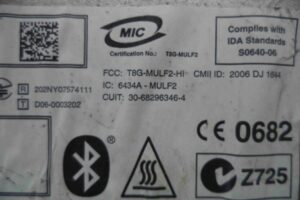 MIC
Complies with
IDA Standards
S0640-06
Certification No.: T8G-MULF2
FCC: T8G-MULF2-HI CMII ID: 2006 DJ 1644
IC: 6434A - MULF2
CUIT: 30-68296346-4
R 202NY07574111
T D06-0003202
CE 0682
Z725